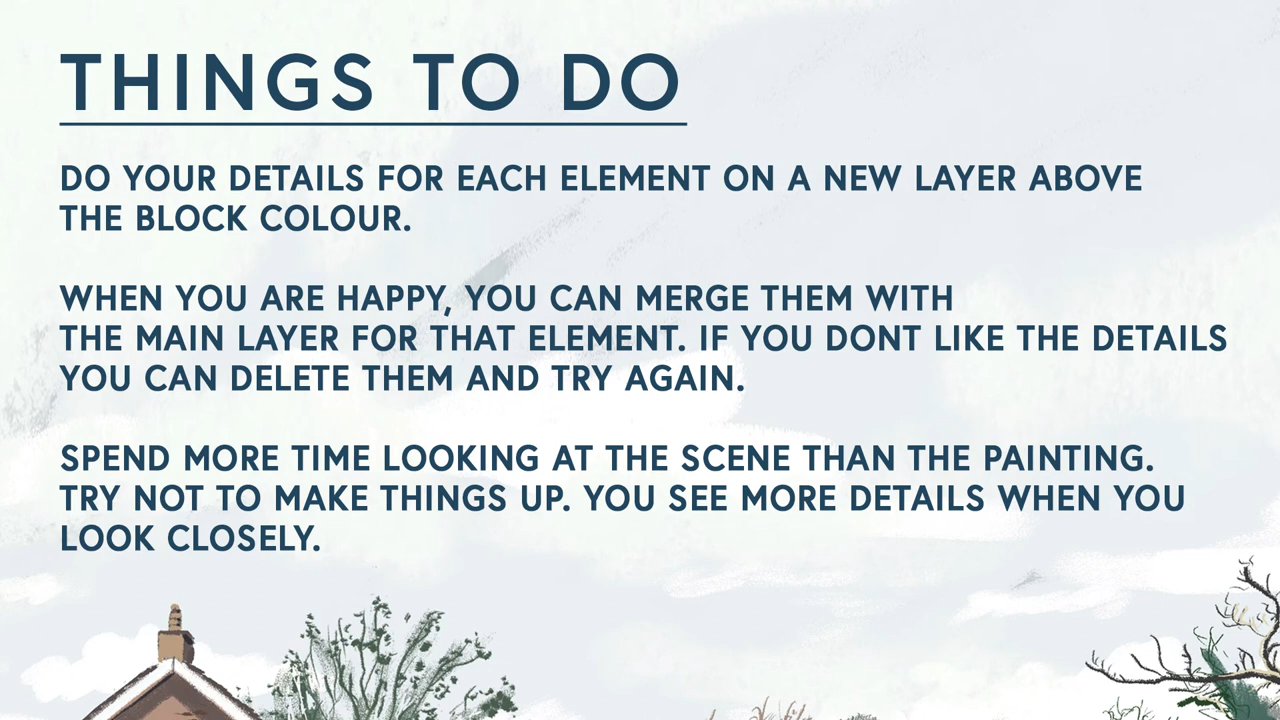 THINGS TO DO
DO YOUR DETAILS FOR EACH ELEMENT ON A NEW LAYER ABOVE
THE BLOCK COLOUR.
WHEN YOU ARE HAPPY, YOU CAN MERGE THEM WITH
THE MAIN LAYER FOR THAT ELEMENT. IF YOU DONT LIKE THE DETAILS
YOU CAN DELETE THEM AND TRY AGAIN.
SPEND MORE TIME LOOKING AT THE SCENE THAN THE PAINTING.
TRY NOT TO MAKE THINGS UP. YOU SEE MORE DETAILS WHEN YOU
LOOK CLOSELY.